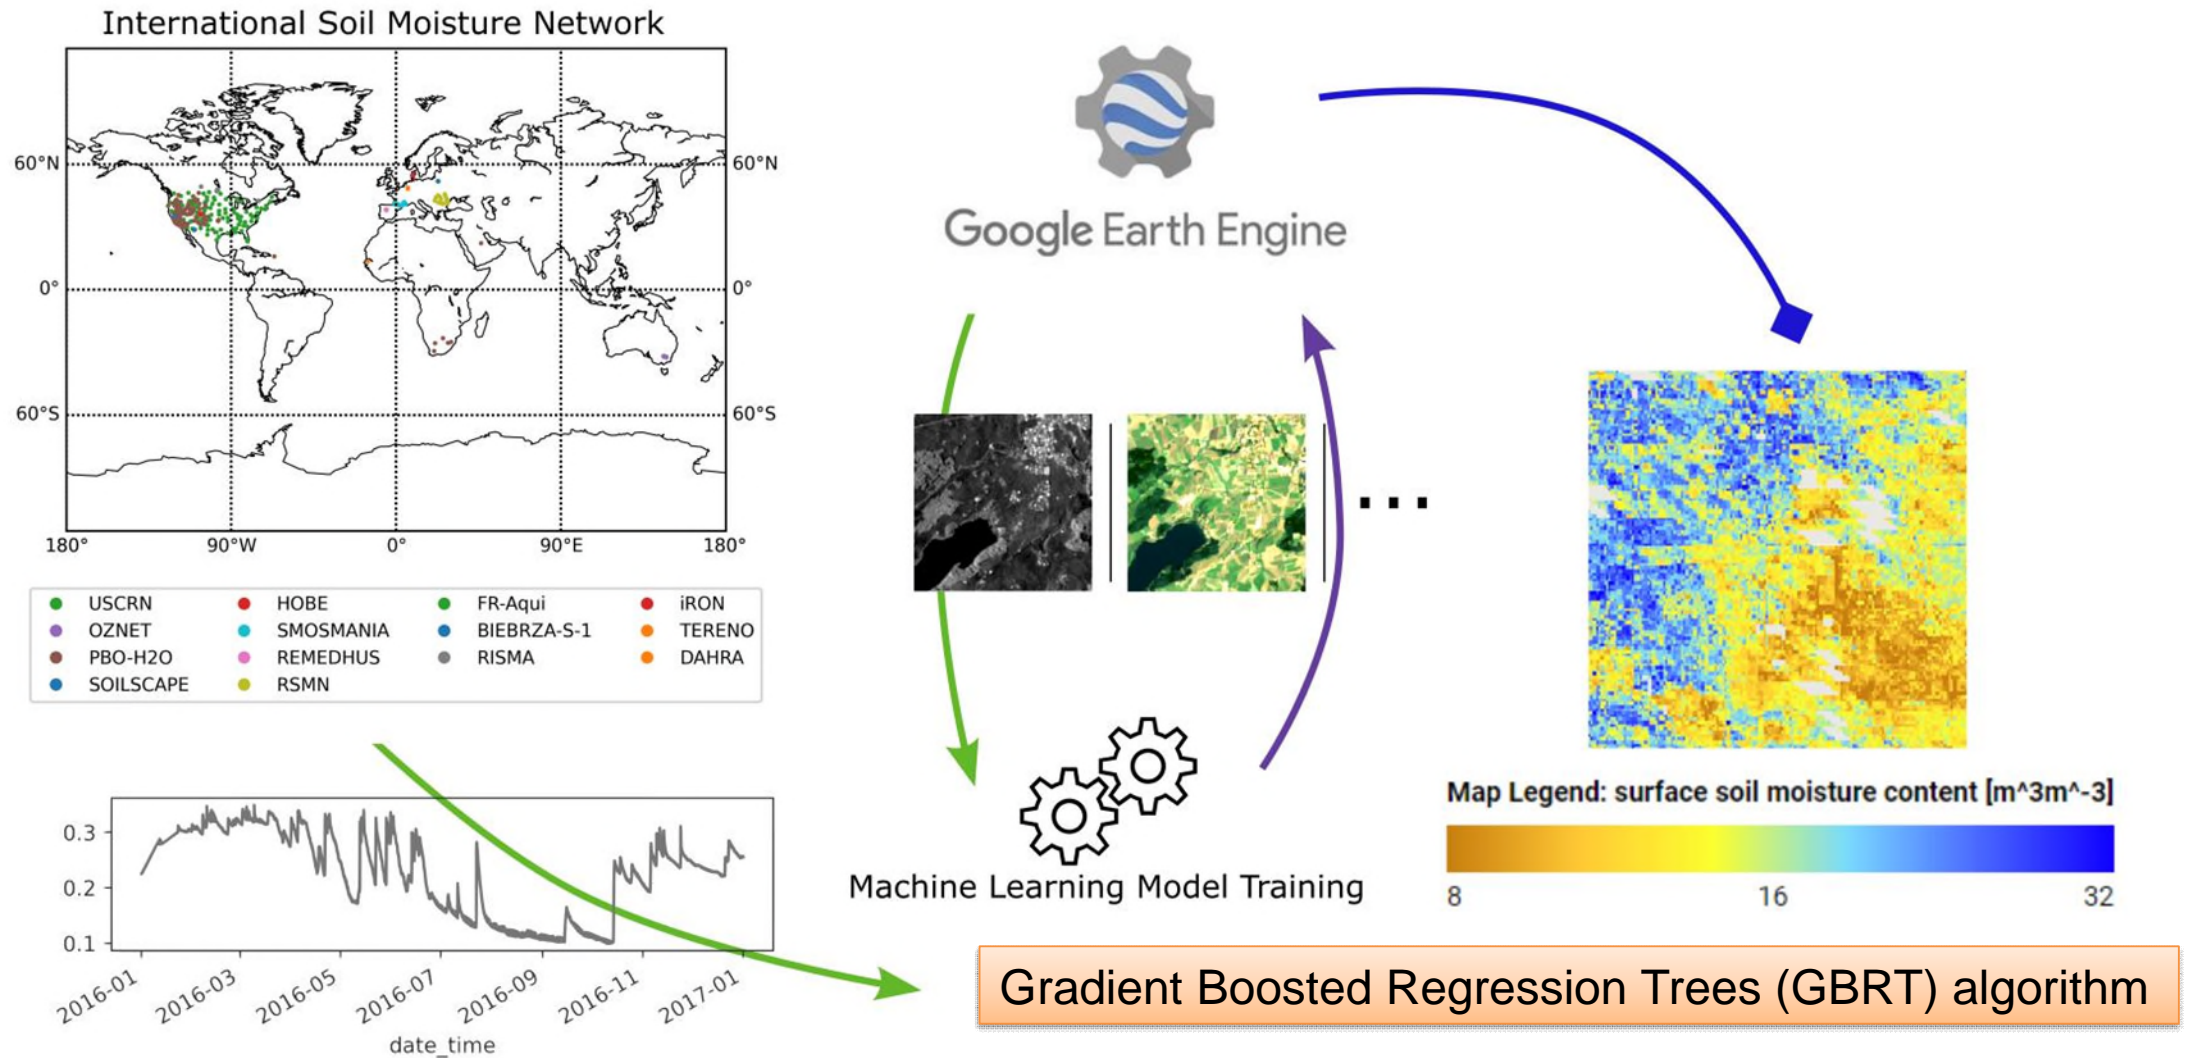 International Soil Moisture Network
60°N
60°N
0°
0°
60°S
60°S
180°
90°W
0°
90°E
180°
USCRN
HOBE
FR-Aqui
iRON
OZNET
SMOSMANIA
BIEBRZA-S-1
TERENO
PBO-H2O
REMEDHUS
RISMA
DAHRA
SOILSCAPE
RSMN
0.3
0.2
0.1
2016-01
2016-03
2016-05
2016-07
2016-09
2016-11
2017-01
date_time
Google Earth Engine
...
Machine Learning Model Training
Map Legend: surface soil moisture content [m^3m^-3]
8
16
32
Gradient Boosted Regression Trees (GBRT) algorithm